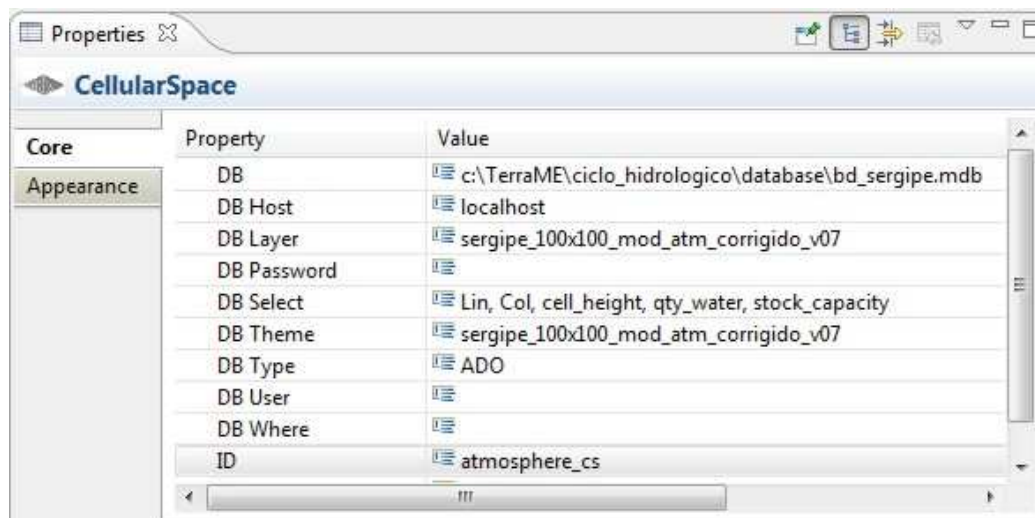 Properties
CellularSpace
Core
Appearance
Property Value
DB c:\TerraME\ciclo_hidrologico\database\bd_sergipe.mdb
DB Host localhost
DB Layer sergipe_100x100_mod_atm_corrigido_v07
DB Password
DB Select Lin, Col, cell_height, qty_water, stock_capacity
DB Theme sergipe_100x100_mod_atm_corrigido_v07
DB Type ADO
DB User
DB Where
ID atmosphere_cs